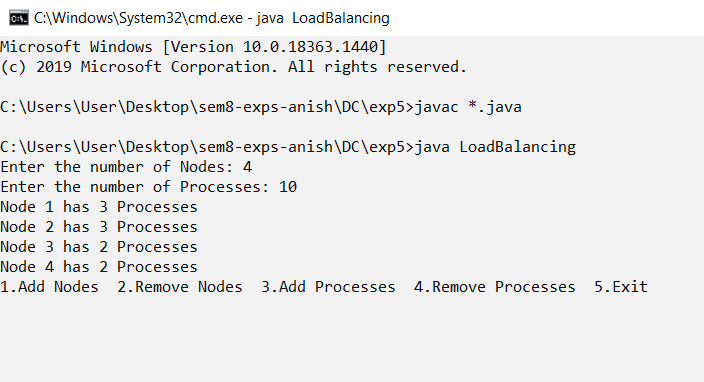 C:\Windows\System32\cmd.exe - java  LoadBalancing
Microsoft Windows [Version 10.0.18363.1440]
(c) 2019 Microsoft Corporation. All rights reserved.
C:\Users\User\Desktop\sem8-exps-anish\DC\exp5>javac *.java
C:\Users\User\Desktop\sem8-exps-anish\DC\exp5>java LoadBalancing
Enter the number of Nodes: 4
Enter the number of Processes: 10
Node 1 has 3 Processes
Node 2 has 3 Processes
Node 3 has 2 Processes
Node 4 has 2 Processes
1.Add Nodes  2.Remove Nodes  3.Add Processes  4.Remove Processes  5.Exit